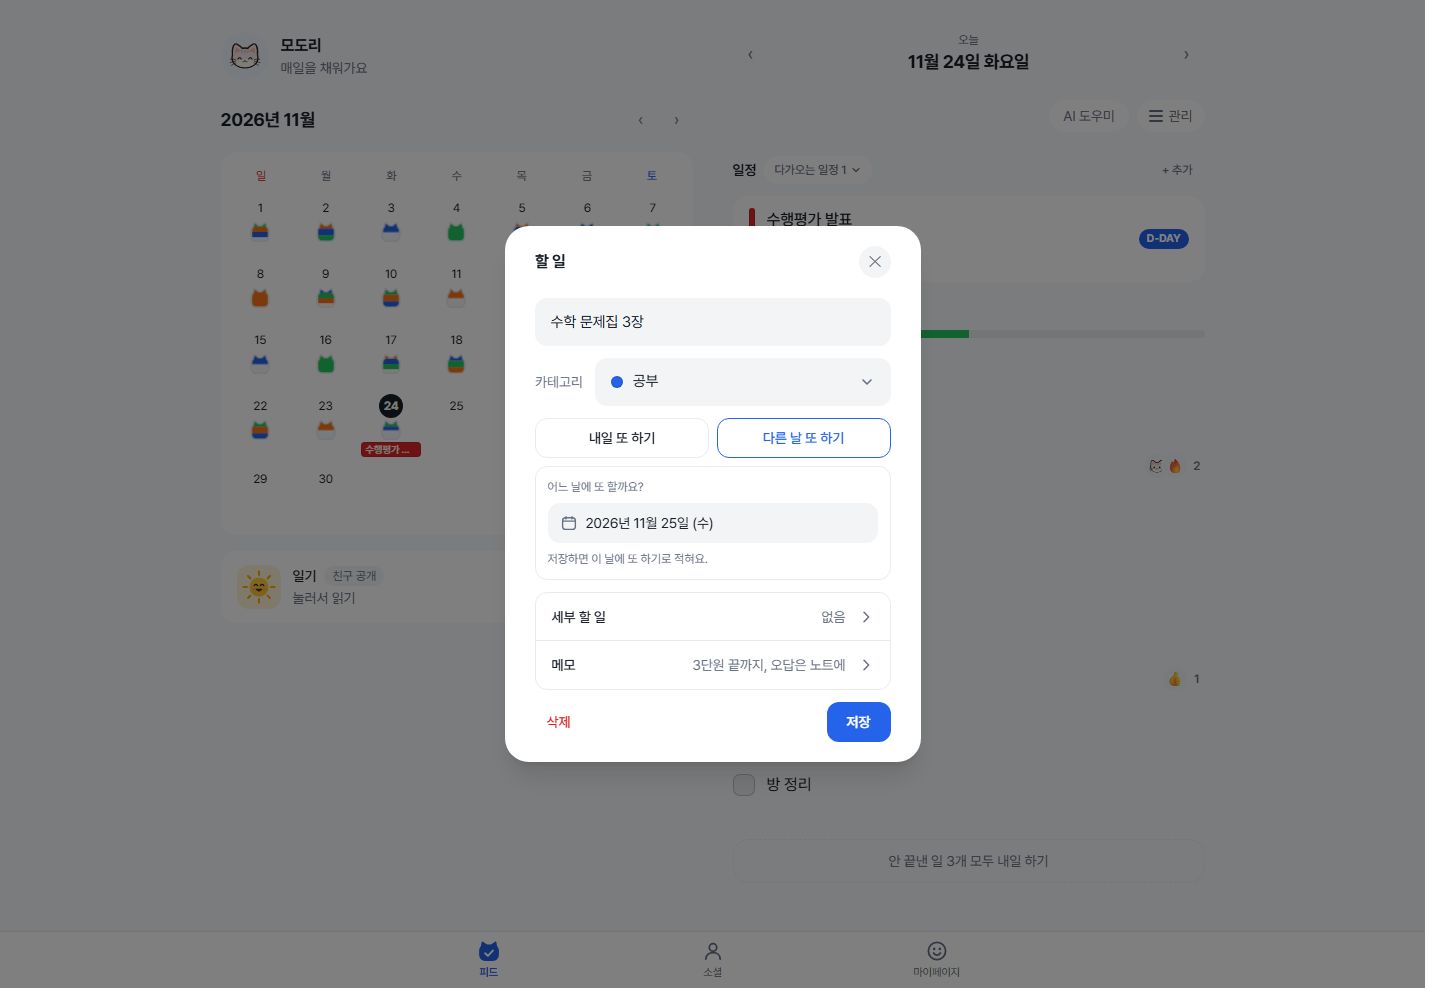 모도리
매일을 채워가요
오늘
11월 24일 화요일
2026년 11월
AI 도우미
관리
일 월 화 수 목 금 토
1 2 3 4 5 6 7
8 9 10 11
15 16 17 18
22 23 24 25
수행평가 ...
29 30
일기 친구 공개
눌러서 읽기
일정 다가오는 일정 1
+ 추가
수행평가 발표
D-DAY
할 일
수학 문제집 3장
카테고리 공부
내일 또 하기 다른 날 또 하기
어느 날에 또 할까요?
2026년 11월 25일 (수)
저장하면 이 날에 또 하기로 적혀요.
세부 할 일 없음
메모 3단원 끝까지, 오답은 노트에
삭제 저장
2
1
방 정리
안 끝낸 일 3개 모두 내일 하기
피드 소셜 마이페이지